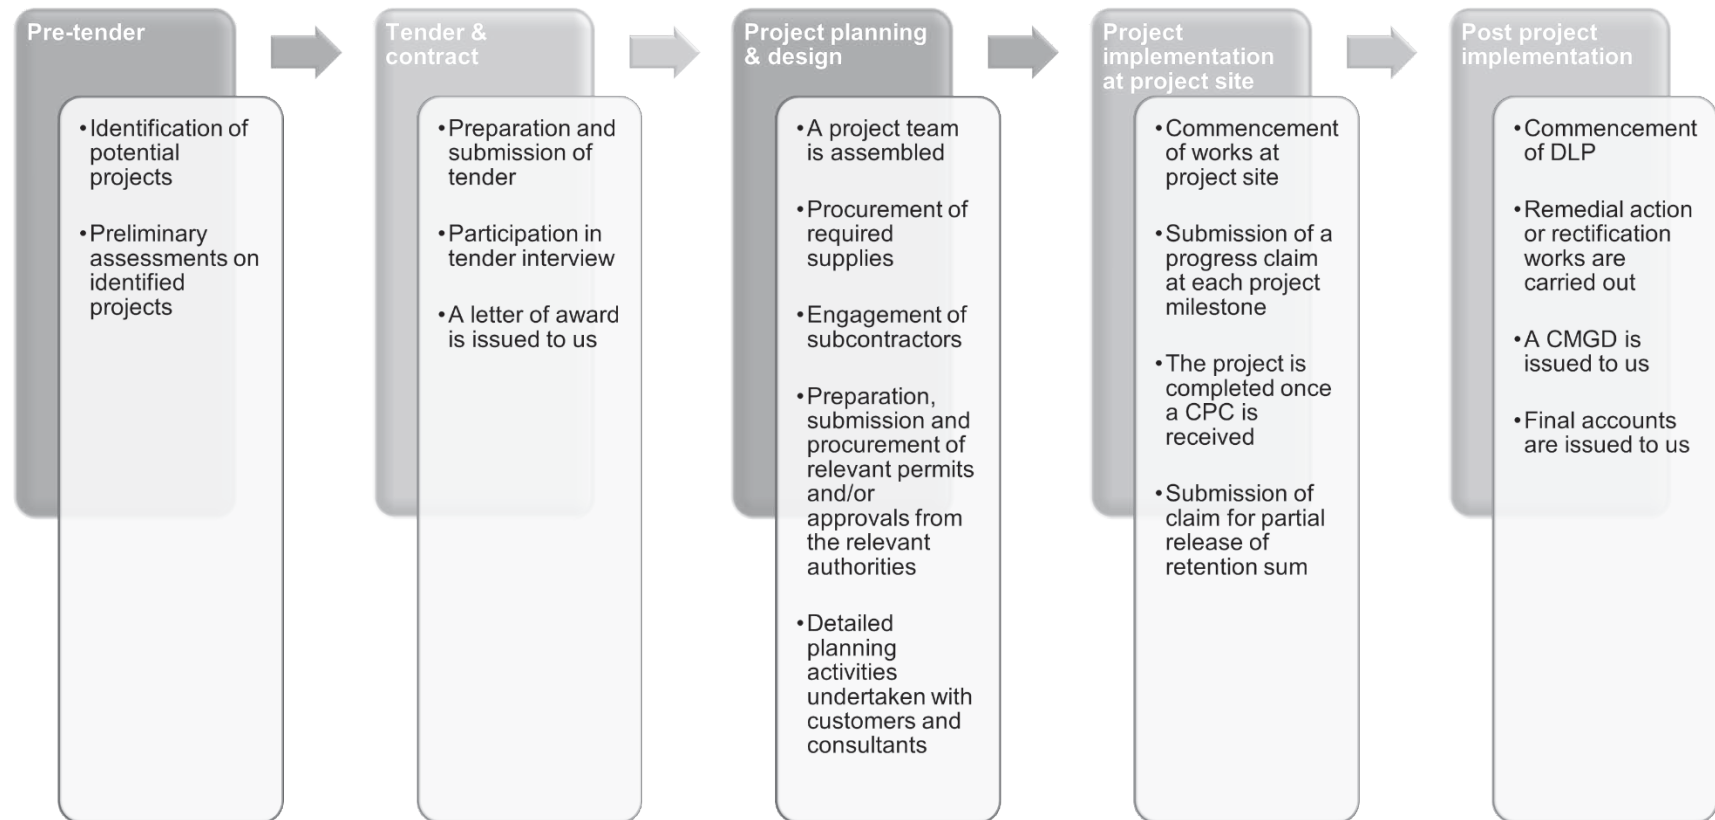 Pre-tender
•Identification of
potential
projects
•Preliminary
assessments on
identified
projects
Tender &
contract
•Preparation and
submission of
tender
•Participation in
tender interview
•A letter of award
is issued to us
Project planning
& design
•A project team
is assembled
•Procurement of
required
supplies
•Engagement of
subcontractors
•Preparation,
submission and
procurement of
relevant permits
and/or
approvals from
the relevant
authorities
•Detailed
planning
activities
undertaken with
customers and
consultants
Project
implementation
at project site
•Commencement
of works at
project site
•Submission of a
progress claim
at each project
milestone
•The project is
completed once
a CPC is
received
•Submission of
claim for partial
release of
retention sum
Post project
implementation
•Commencement
of DLP
•Remedial action
or rectification
works are
carried out
•A CMGD is
issued to us
•Final accounts
are issued to us